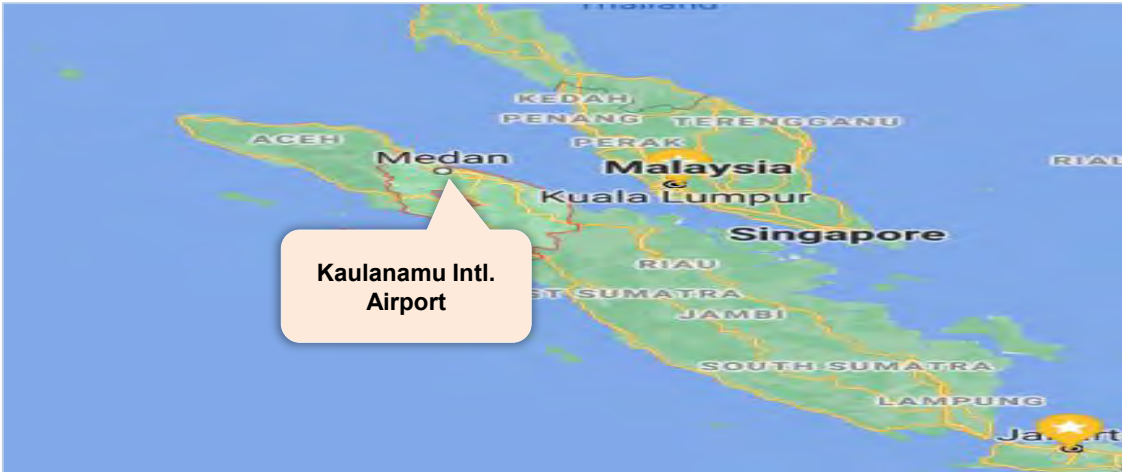 KEDAH
PENANG
TERENGGANU
ACEH
PERAK
Medan
Malaysia
RIAL
Kuala Lumpur
Singapore
Kaulanamu Intl.
Airport
RIAU
ST SUMATRA
JAMBI
SOUTH SUMATRA
LAMPUNG